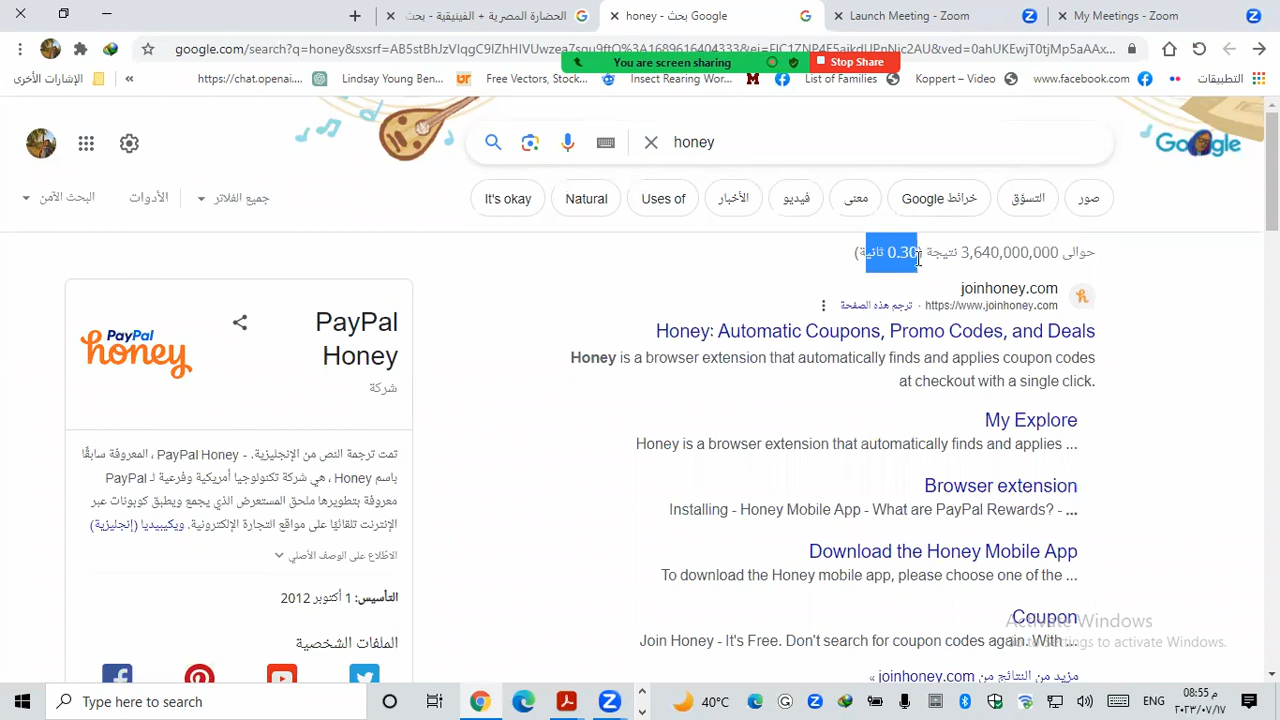 الحضارة المصرية + الفينيقية - بحث
honey - بحث Google
Launch Meeting - Zoom
My Meetings - Zoom
You are screen sharing
Stop Share
الإشارات الأخرى
https://chat.openai...
Lindsay Young Ben...
Free Vectors, Stock...
Insect Rearing Wor...
List of Families
Koppert – Video
www.facebook.com
التطبيقات
honey
Google
البحث الآمن
الأدوات
جميع الفلاتر
It's okay
Natural
Uses of
الأخبار
فيديو
معنى
خرائط Google
التسوّق
صور
حوالى 3,640,000,000 نتيجة (0.30 ثانية)
joinhoney.com
https://www.joinhoney.com · ترجم هذه الصفحة
Honey: Automatic Coupons, Promo Codes, and Deals
Honey is a browser extension that automatically finds and applies coupon codes
at checkout with a single click.
My Explore
Honey is a browser extension that automatically finds and applies ...
Browser extension
Installing - Honey Mobile App - What are PayPal Rewards? - ...
Download the Honey Mobile App
To download the Honey mobile app, please choose one of the ...
Coupon
Join Honey - It's Free. Don't search for coupon codes again. With ...
مزيد من النتائج من joinhoney.com »
PayPal
honey
PayPal
Honey
شركة
تمت ترجمة النص من الإنجليزية. - PayPal Honey ، المعروفة سابقًا
باسم Honey ، هي شركة تكنولوجيا أمريكية وفرعية لـ PayPal
معروفة بتطويرها ملحق المستعرض الذي يجمع ويطبق كوبونات عبر
الإنترنت تلقائيًا على مواقع التجارة الإلكترونية. ويكيبيديا (إنجليزية)
الاطّلاع على الوصف الأصلي
التأسيس: 1 أكتوبر 2012
الملفات الشخصية
Activate Windows
Go to Settings to activate Windows.
Type here to search
40°C
ENG
08:55 م
٢٠٢٣/٠٧/١٧